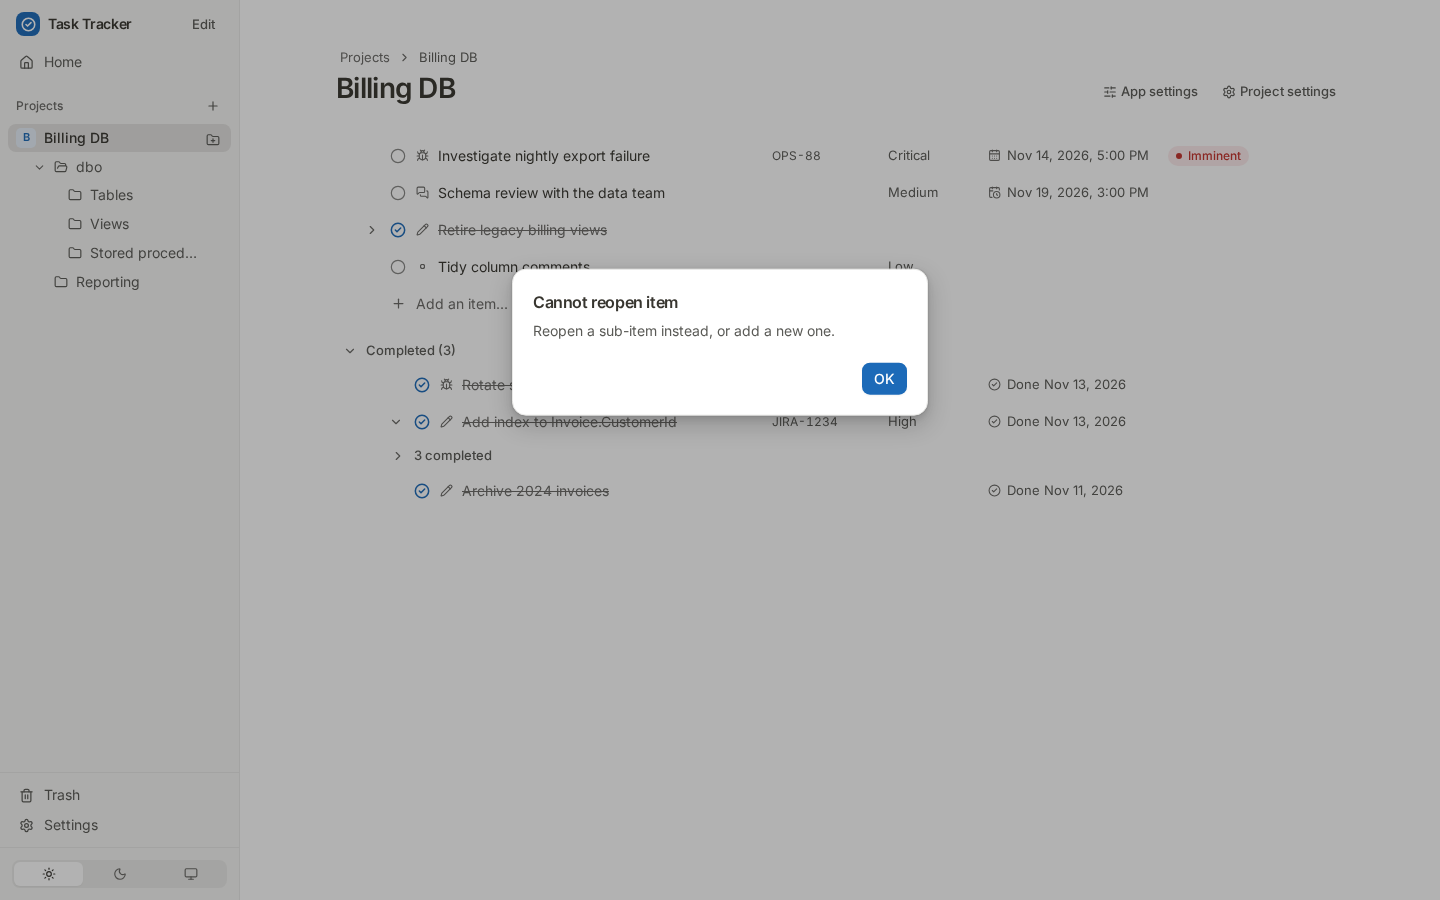 Task Tracker
Edit
Home
Projects
B Billing DB
dbo
Tables
Views
Stored proced...
Reporting
Trash
Settings
Projects > Billing DB
Billing DB
App settings
Project settings
Investigate nightly export failure OPS-88 Critical Nov 14, 2026, 5:00 PM Imminent
Schema review with the data team Medium Nov 19, 2026, 3:00 PM
Retire legacy billing views
Tidy column comments Low
Add an item...
Cannot reopen item
Reopen a sub-item instead, or add a new one.
OK
Completed (3)
Rotate Done Nov 13, 2026
Add index to Invoice.CustomerId JIRA-1234 High Done Nov 13, 2026
3 completed
Archive 2024 invoices Done Nov 11, 2026